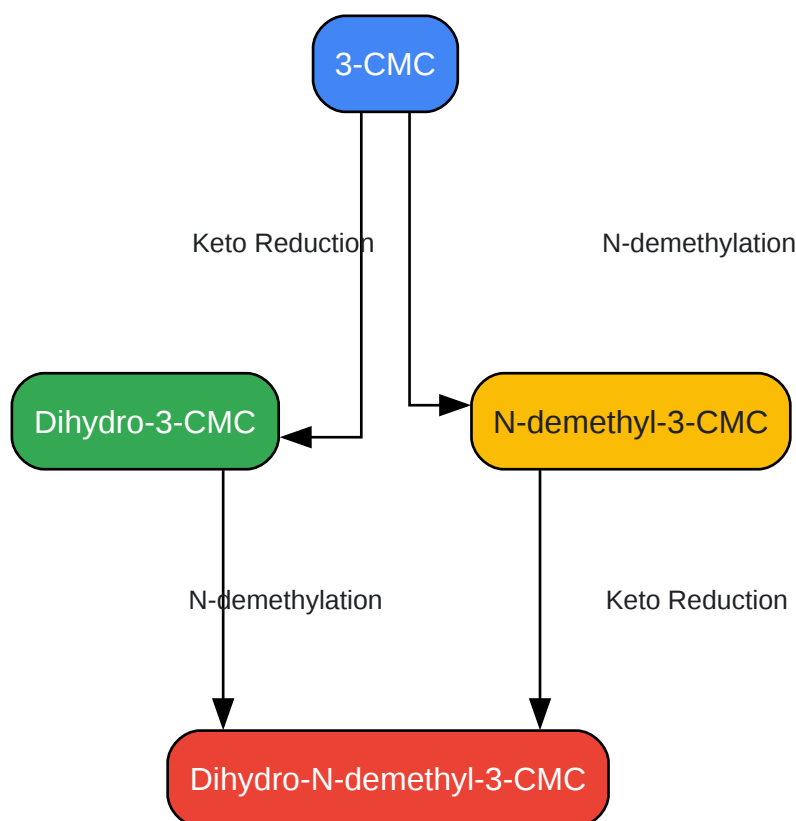 3-CMC
Keto Reduction
N-demethylation
Dihydro-3-CMC
N-demethyl-3-CMC
N-demethylation
Keto Reduction
Dihydro-N-demethyl-3-CMC